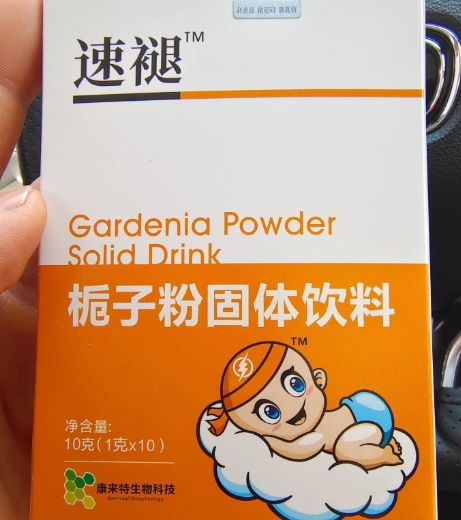 速褪™
Gardenia Powder
Solid Drink
栀子粉固体饮料
TM
净含量:
10克(1克x10)
康来特生物科技